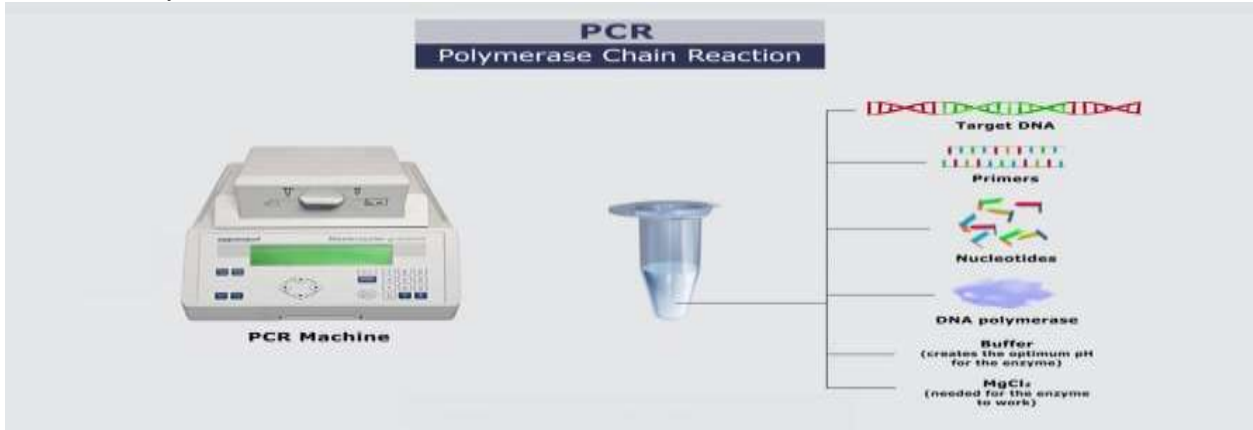 PCR
Polymerase Chain Reaction
Target DNA
Primers
Nucleotides
DNA polymerase
Buffer
(creates the optimum pH
for the enzyme)
MgCl₂
(needed for the enzyme
to work)
PCR Machine